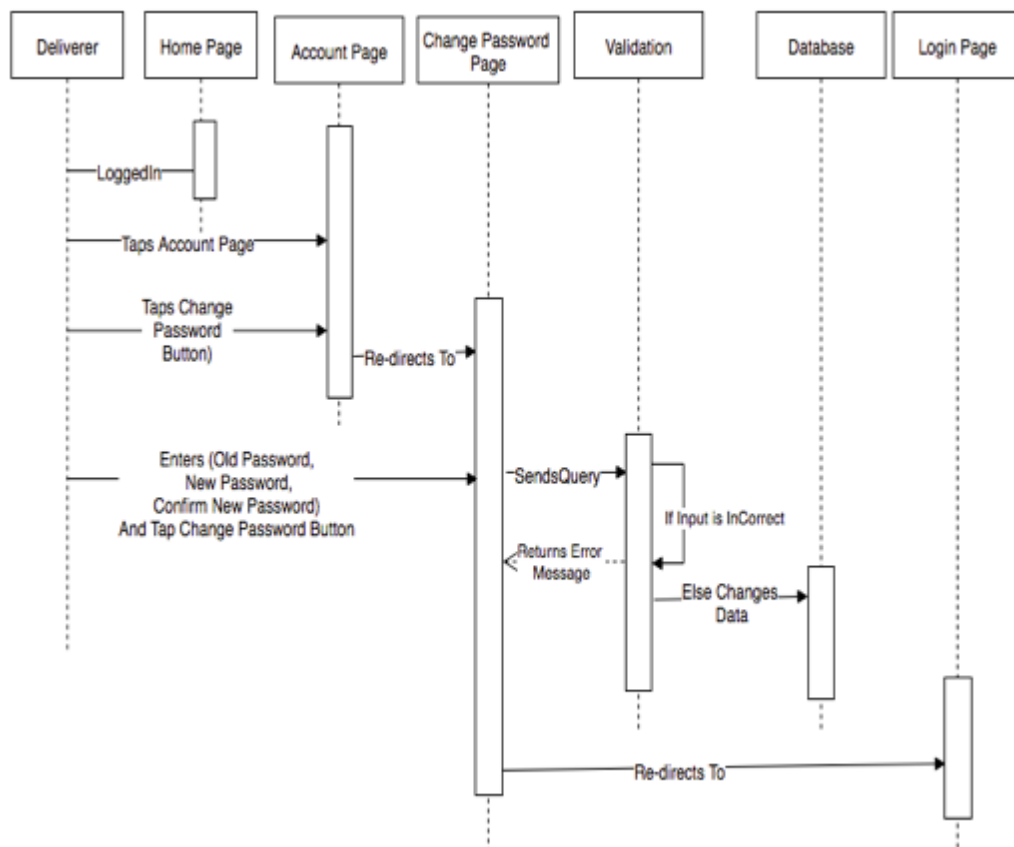 Deliverer
Home Page
Account Page
Change Password
Page
Validation
Database
Login Page
LoggedIn
Taps Account Page
Taps Change
Password
Button)
Re-directs To
Enters (Old Password,
New Password,
Confirm New Password)
And Tap Change Password Button
SendsQuery
If Input is InCorrect
Returns Error
Message
Else Changes
Data
Re-directs To